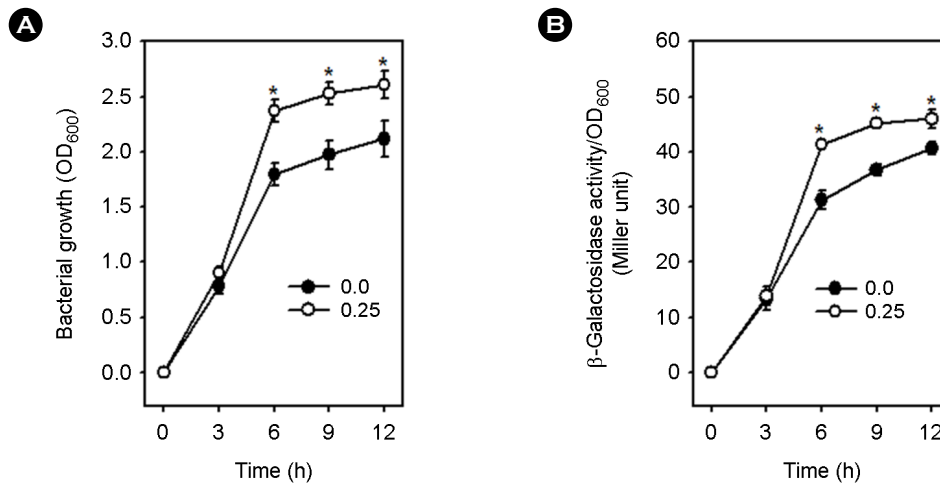 A
Bacterial growth (OD600)
3.0
2.5
2.0
1.5
1.0
0.5
0.0
* * *
0.0
0.25
0 3 6 9 12
Time (h)
B
β-Galactosidase activity/OD600
(Miller unit)
60
50
40
30
20
10
0
* * *
0.0
0.25
0 3 6 9 12
Time (h)